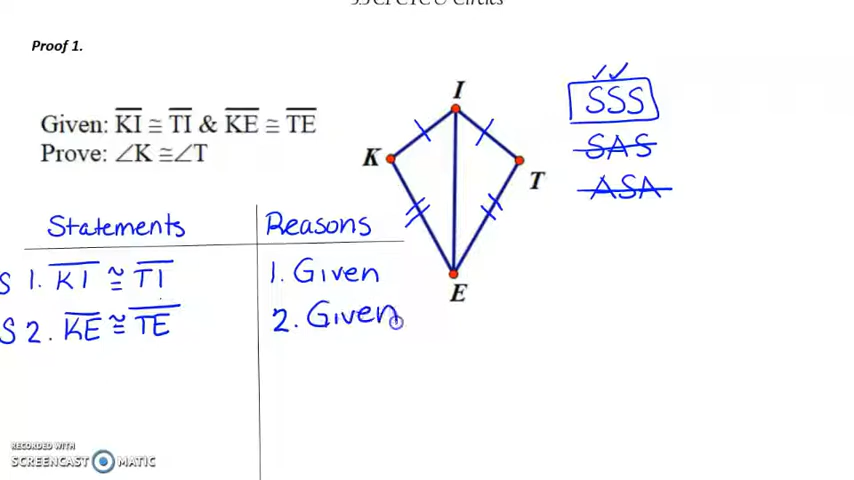 Proof 1.
Given: KI ≅ TI & KE ≅ TE
Prove: ∠K ≅ ∠T
I
K
T
E
SSS
SAS
ASA
Statements Reasons
S 1. KI ≅ TI 1. Given
S 2. KE ≅ TE 2. Given
RECORDED WITH
SCREENCAST MATIC